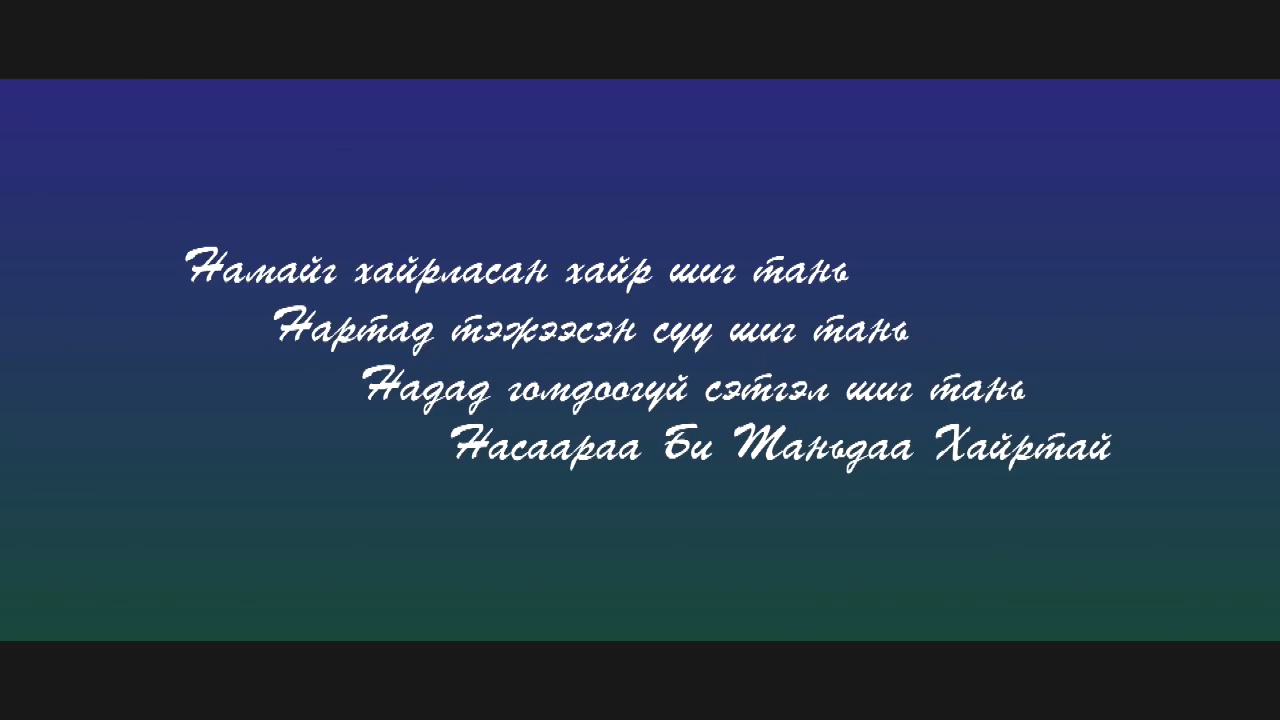 Намайг хайрласан хайр шиг тань
Нартад тэжээсэн сүү шиг тань
Надад гомдоогүй сэтгэл шиг тань
Насаараа Би Таньдаа Хайртай